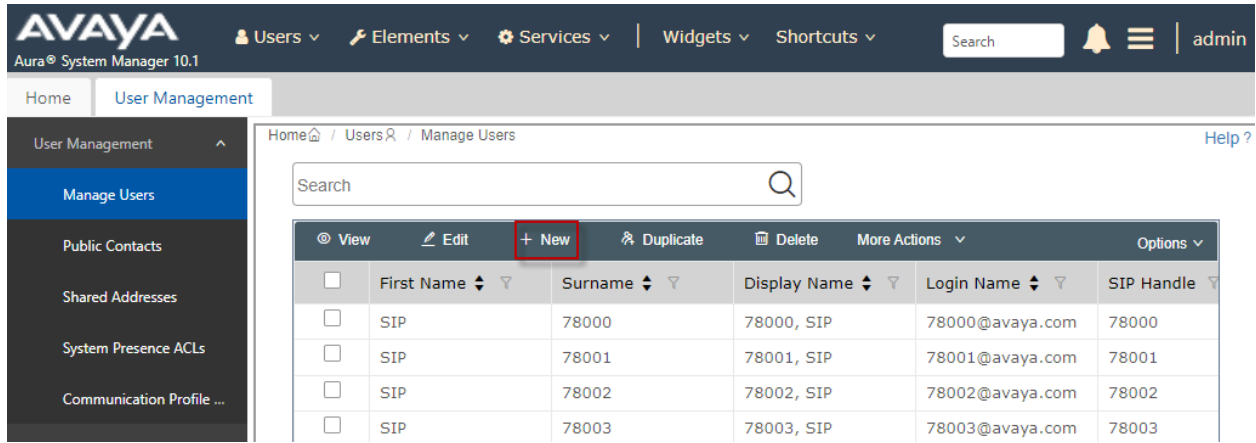 AVAYA
Aura® System Manager 10.1
Users Elements Services | Widgets Shortcuts Search admin
Home User Management
User Management
Manage Users
Public Contacts
Shared Addresses
System Presence ACLs
Communication Profile ...
Home / Users / Manage Users
Help ?
Search
View Edit + New Duplicate Delete More Actions Options
First Name Surname Display Name Login Name SIP Handle
SIP 78000 78000, SIP 78000@avaya.com 78000
SIP 78001 78001, SIP 78001@avaya.com 78001
SIP 78002 78002, SIP 78002@avaya.com 78002
SIP 78003 78003, SIP 78003@avaya.com 78003